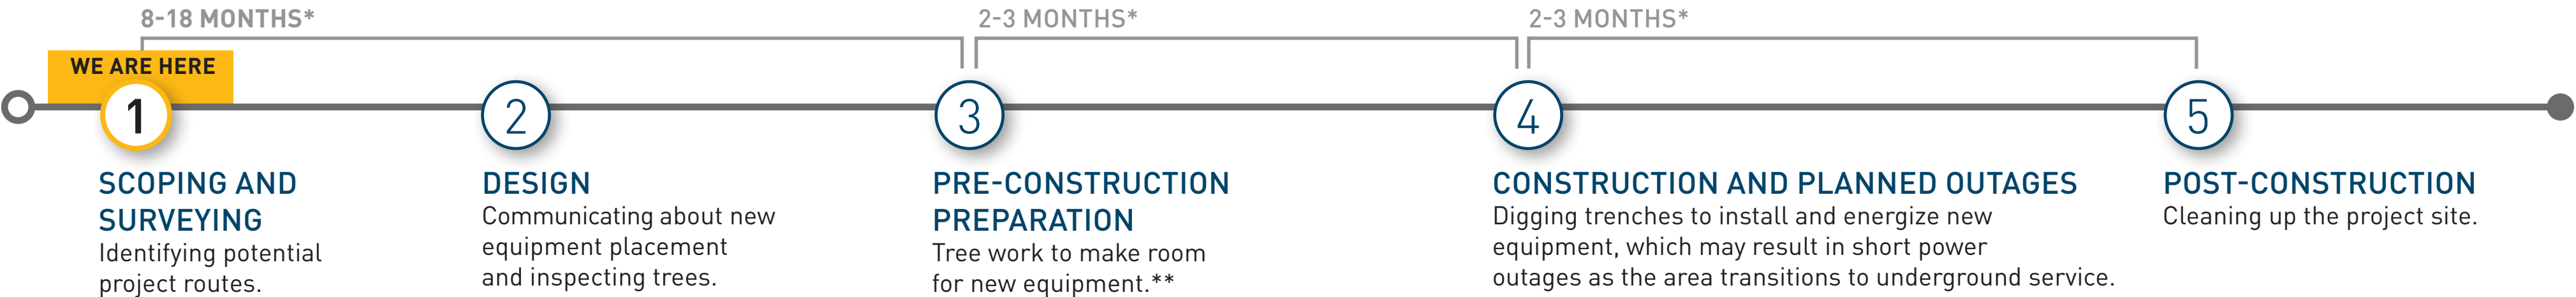 8-18 MONTHS*
2-3 MONTHS*
2-3 MONTHS*
WE ARE HERE
1
SCOPING AND
SURVEYING
Identifying potential
project routes.
2
DESIGN
Communicating about new
equipment placement
and inspecting trees.
3
PRE-CONSTRUCTION
PREPARATION
Tree work to make room
for new equipment.**
4
CONSTRUCTION AND PLANNED OUTAGES
Digging trenches to install and energize new
equipment, which may result in short power
outages as the area transitions to underground service.
5
POST-CONSTRUCTION
Cleaning up the project site.